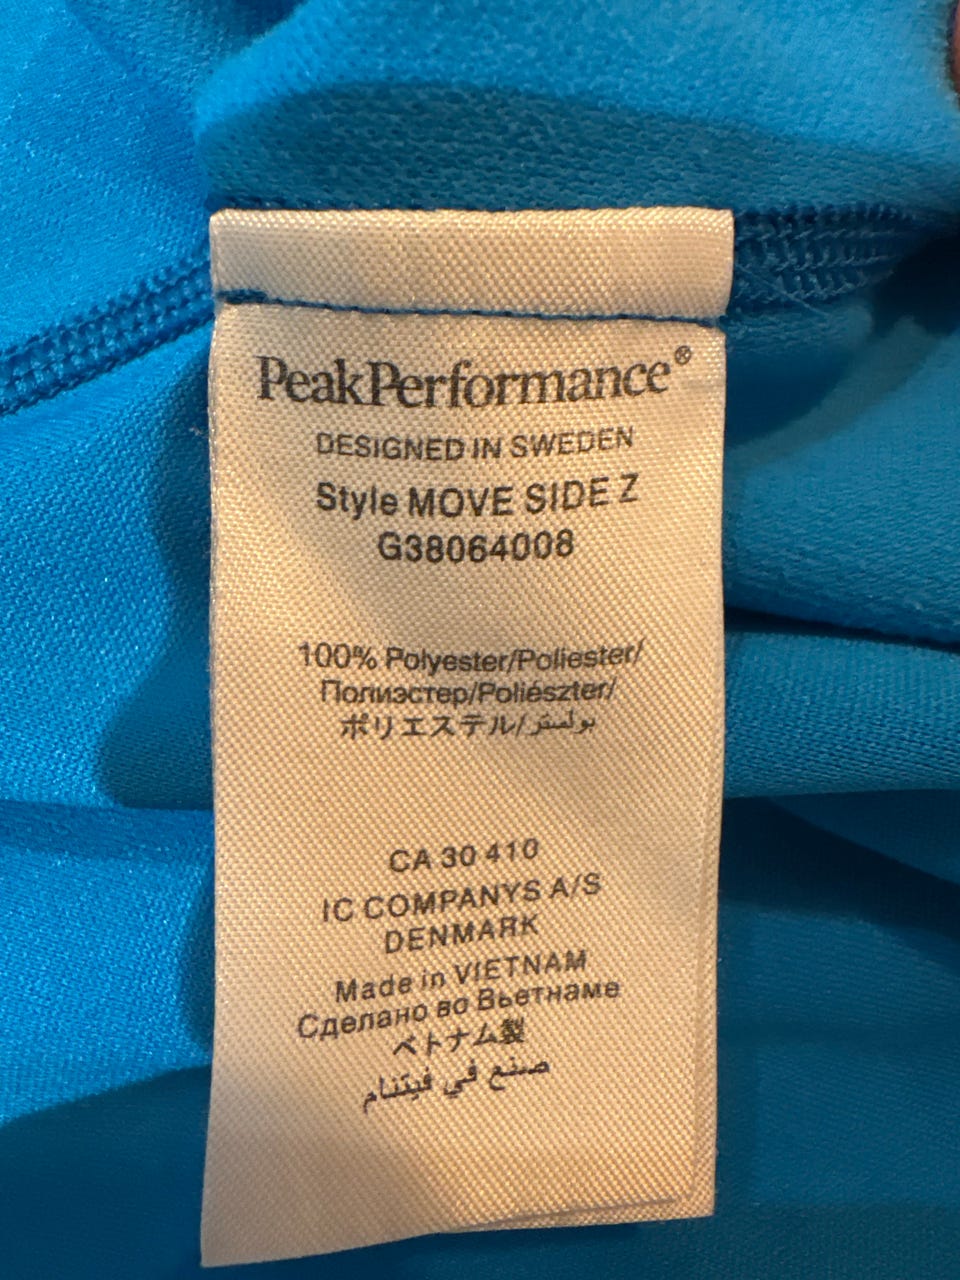 PeakPerformance®
DESIGNED IN SWEDEN
Style MOVE SIDE Z
G38064008
100% Polyester/Poliester/
Полиэстер/Poliészter/
ポリエステル/بوليستر
CA 30 410
IC COMPANYS A/S
DENMARK
Made in VIETNAM
Сделано во Вьетнаме
ベトナム製
صنع في فيتنام